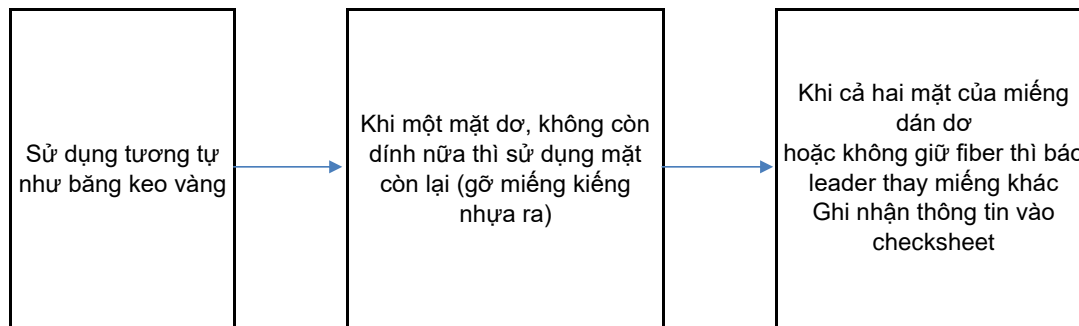 Sử dụng tương tự
như băng keo vàng
Khi một mặt dơ, không còn
dính nữa thì sử dụng mặt
còn lại (gỡ miếng kiếng
nhựa ra)
Khi cả hai mặt của miếng
dán dơ
hoặc không giữ fiber thì báo
leader thay miếng khác
Ghi nhận thông tin vào
checksheet